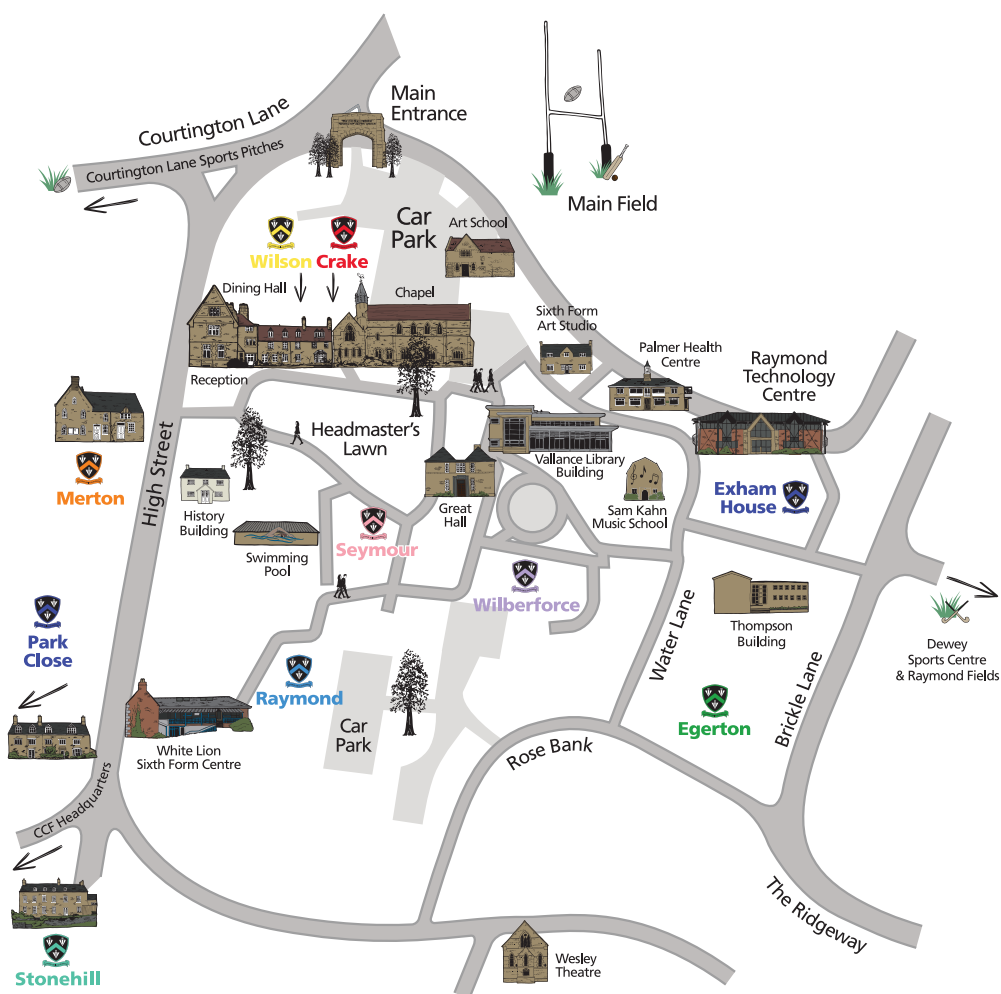 Main
Entrance
Courtington Lane
Courtington Lane Sports Pitches
Main Field
Car
Park
Art School
Wilson
Crake
Dining Hall
Chapel
Sixth Form
Art Studio
Palmer Health
Centre
Raymond
Technology
Centre
Reception
Headmaster's
Lawn
Vallance Library
Building
Merton
High Street
History
Building
Great
Hall
Sam Kahn
Music School
Exham
House
Swimming
Pool
Seymour
Wilberforce
Thompson
Building
Water Lane
Brickle Lane
Dewey
Sports Centre
& Raymond Fields
Park
Close
Raymond
Egerton
Car
Park
White Lion
Sixth Form Centre
Rose Bank
CCF Headquarters
The Ridgeway
Wesley
Theatre
Stonehill